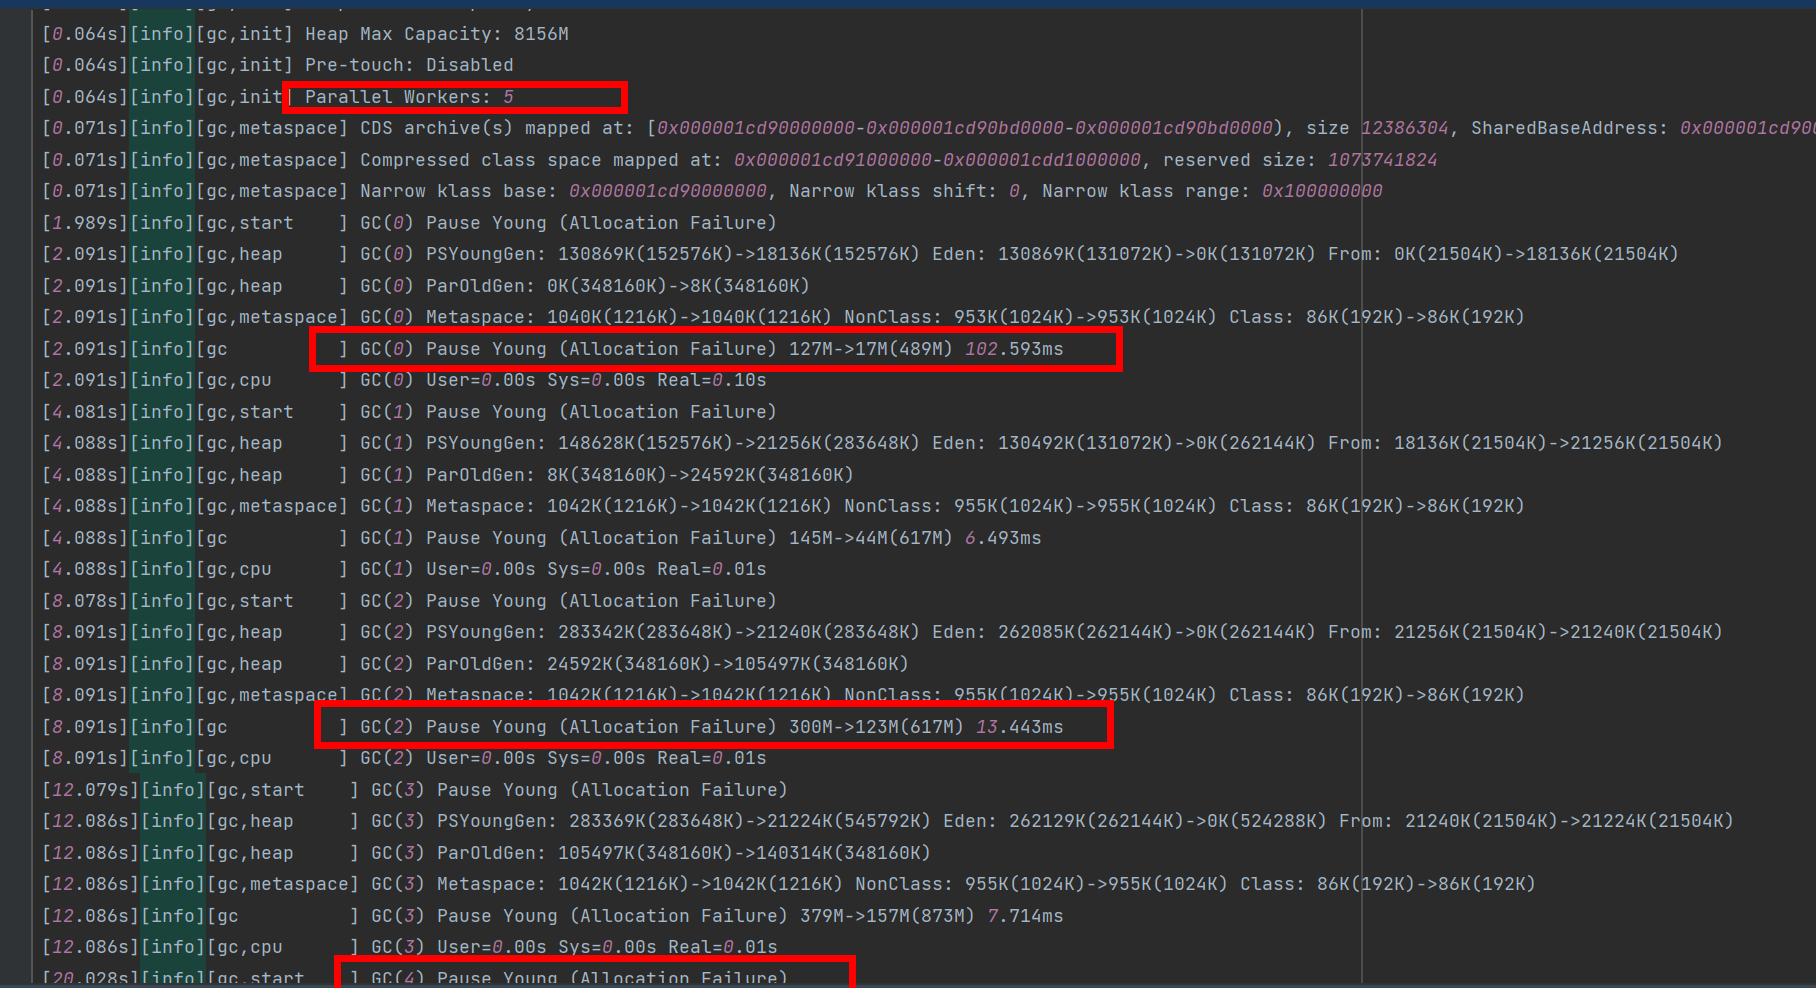 [0.064s][info][gc,init] Heap Max Capacity: 8156M
[0.064s][info][gc,init] Pre-touch: Disabled
[0.064s][info][gc,init] Parallel Workers: 5
[0.071s][info][gc,metaspace] CDS archive(s) mapped at: [0x000001cd90000000-0x000001cd90bd0000-0x000001cd90bd0000), size 12386304, SharedBaseAddress: 0x000001cd900
[0.071s][info][gc,metaspace] Compressed class space mapped at: 0x000001cd91000000-0x000001cdd1000000, reserved size: 1073741824
[0.071s][info][gc,metaspace] Narrow klass base: 0x000001cd90000000, Narrow klass shift: 0, Narrow klass range: 0x100000000
[1.989s][info][gc,start    ] GC(0) Pause Young (Allocation Failure)
[2.091s][info][gc,heap     ] GC(0) PSYoungGen: 130869K(152576K)->18136K(152576K) Eden: 130869K(131072K)->0K(131072K) From: 0K(21504K)->18136K(21504K)
[2.091s][info][gc,heap     ] GC(0) ParOldGen: 0K(348160K)->8K(348160K)
[2.091s][info][gc,metaspace] GC(0) Metaspace: 1040K(1216K)->1040K(1216K) NonClass: 953K(1024K)->953K(1024K) Class: 86K(192K)->86K(192K)
[2.091s][info][gc          ] GC(0) Pause Young (Allocation Failure) 127M->17M(489M) 102.593ms
[2.091s][info][gc,cpu      ] GC(0) User=0.00s Sys=0.00s Real=0.10s
[4.081s][info][gc,start    ] GC(1) Pause Young (Allocation Failure)
[4.088s][info][gc,heap     ] GC(1) PSYoungGen: 148628K(152576K)->21256K(283648K) Eden: 130492K(131072K)->0K(262144K) From: 18136K(21504K)->21256K(21504K)
[4.088s][info][gc,heap     ] GC(1) ParOldGen: 8K(348160K)->24592K(348160K)
[4.088s][info][gc,metaspace] GC(1) Metaspace: 1042K(1216K)->1042K(1216K) NonClass: 955K(1024K)->955K(1024K) Class: 86K(192K)->86K(192K)
[4.088s][info][gc          ] GC(1) Pause Young (Allocation Failure) 145M->44M(617M) 6.493ms
[4.088s][info][gc,cpu      ] GC(1) User=0.00s Sys=0.00s Real=0.01s
[8.078s][info][gc,start    ] GC(2) Pause Young (Allocation Failure)
[8.091s][info][gc,heap     ] GC(2) PSYoungGen: 283342K(283648K)->21240K(283648K) Eden: 262085K(262144K)->0K(262144K) From: 21256K(21504K)->21240K(21504K)
[8.091s][info][gc,heap     ] GC(2) ParOldGen: 24592K(348160K)->105497K(348160K)
[8.091s][info][gc,metaspace] GC(2) Metaspace: 1042K(1216K)->1042K(1216K) NonClass: 955K(1024K)->955K(1024K) Class: 86K(192K)->86K(192K)
[8.091s][info][gc          ] GC(2) Pause Young (Allocation Failure) 300M->123M(617M) 13.443ms
[8.091s][info][gc,cpu      ] GC(2) User=0.00s Sys=0.00s Real=0.01s
[12.079s][info][gc,start    ] GC(3) Pause Young (Allocation Failure)
[12.086s][info][gc,heap     ] GC(3) PSYoungGen: 283369K(283648K)->21224K(545792K) Eden: 262129K(262144K)->0K(524288K) From: 21240K(21504K)->21224K(21504K)
[12.086s][info][gc,heap     ] GC(3) ParOldGen: 105497K(348160K)->140314K(348160K)
[12.086s][info][gc,metaspace] GC(3) Metaspace: 1042K(1216K)->1042K(1216K) NonClass: 955K(1024K)->955K(1024K) Class: 86K(192K)->86K(192K)
[12.086s][info][gc          ] GC(3) Pause Young (Allocation Failure) 379M->157M(873M) 7.714ms
[12.086s][info][gc,cpu      ] GC(3) User=0.00s Sys=0.00s Real=0.01s
[20.028s][info][gc,start    ] GC(4) Pause Young (Allocation Failure)